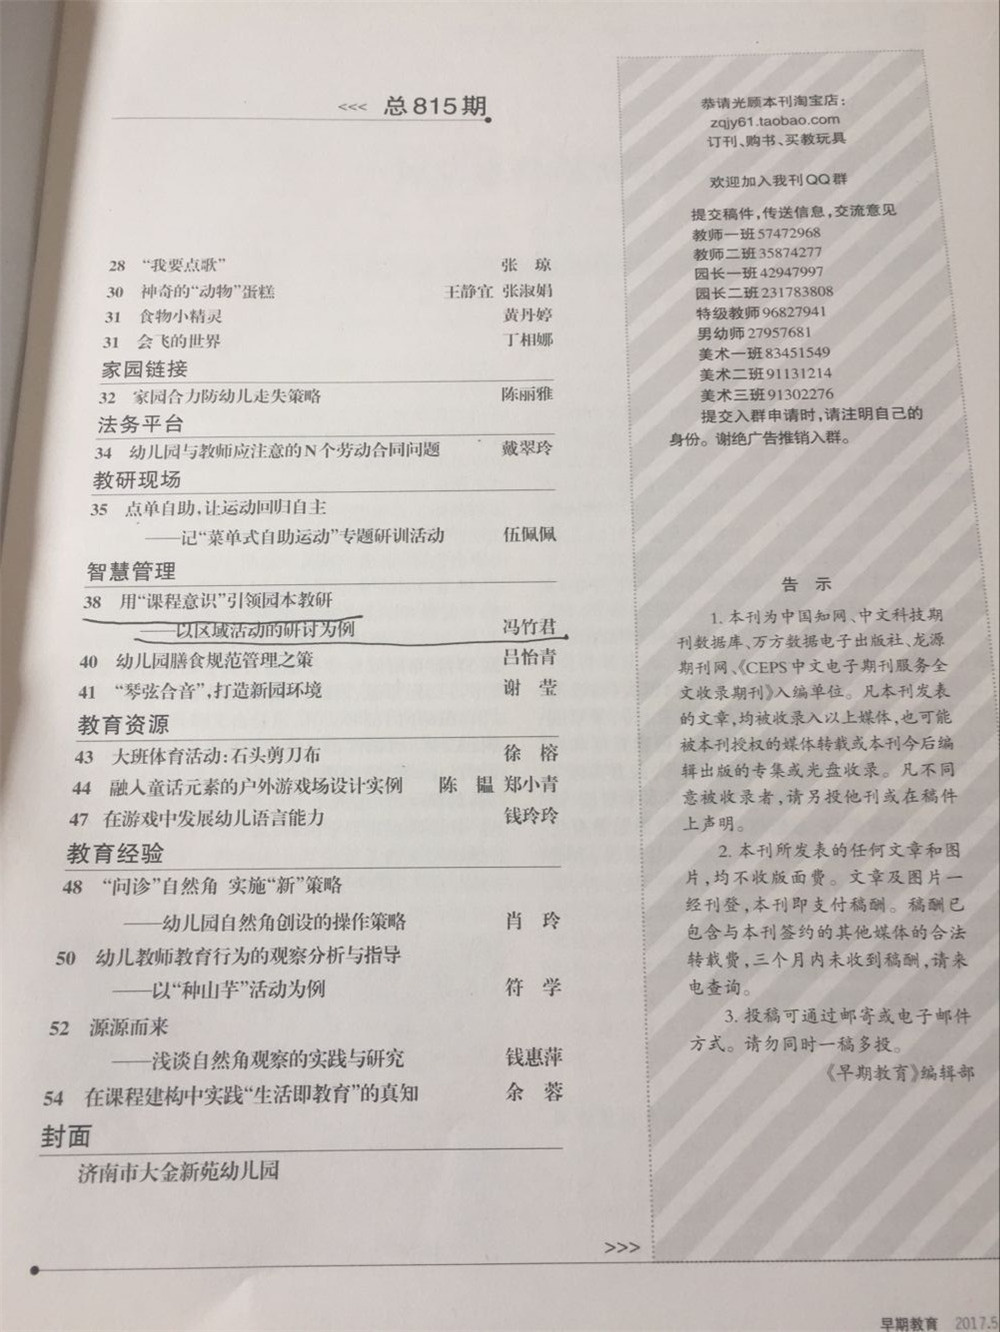 <<< 总815期
28 “我要点歌” 张 琼
30 神奇的“动物”蛋糕 王静宜 张淑娟
31 食物小精灵 黄丹婷
31 会飞的世界 丁相娜
家园链接
32 家园合力防幼儿走失策略 陈丽雅
法务平台
34 幼儿园与教师应注意的N个劳动合同问题 戴翠玲
教研现场
35 点单自助,让运动回归自主
——记“菜单式自助运动”专题研训活动 伍佩佩
智慧管理
38 用“课程意识”引领园本教研
——以区域活动的研讨为例 冯竹君
40 幼儿园膳食规范管理之策 吕怡青
41 “琴弦合音”,打造新园环境 谢 莹
教育资源
43 大班体育活动:石头剪刀布 徐 榕
44 融入童话元素的户外游戏场设计实例 陈 韫 郑小青
47 在游戏中发展幼儿语言能力 钱玲玲
教育经验
48 “问诊”自然角 实施“新”策略
——幼儿园自然角创设的操作策略 肖 玲
50 幼儿教师教育行为的观察分析与指导
——以“种山芋”活动为例 符 学
52 源源而来
——浅谈自然角观察的实践与研究 钱惠萍
54 在课程建构中实践“生活即教育”的真知 余 蓉
封面
济南市大金新苑幼儿园
>>>
恭请光顾本刊淘宝店:
zqjy61.taobao.com
订刊、购书、买教玩具
欢迎加入我刊QQ群
提交稿件,传送信息,交流意见
教师一班57472968
教师二班35874277
园长一班42947997
园长二班231783808
特级教师96827941
男幼师27957681
美术一班83451549
美术二班91131214
美术三班91302276
提交入群申请时,请注明自己的
身份。谢绝广告推销入群。
告 示
1. 本刊为中国知网、中文科技期
刊数据库、万方数据电子出版社、龙源
期刊网、《CEPS中文电子期刊服务全
文收录期刊》入编单位。凡本刊发表
的文章,均被收录入以上媒体,也可能
被本刊授权的媒体转载或本刊今后编
辑出版的专集或光盘收录。凡不同
意被收录者,请另投他刊或在稿件
上声明。
2. 本刊所发表的任何文章和图
片,均不收版面费。文章及图片一
经刊登,本刊即支付稿酬。稿酬已
包含与本刊签约的其他媒体的合法
转载费,三个月内未收到稿酬,请来
电查询。
3. 投稿可通过邮寄或电子邮件
方式。请勿同时一稿多投。
《早期教育》编辑部
早期教育 2017.5